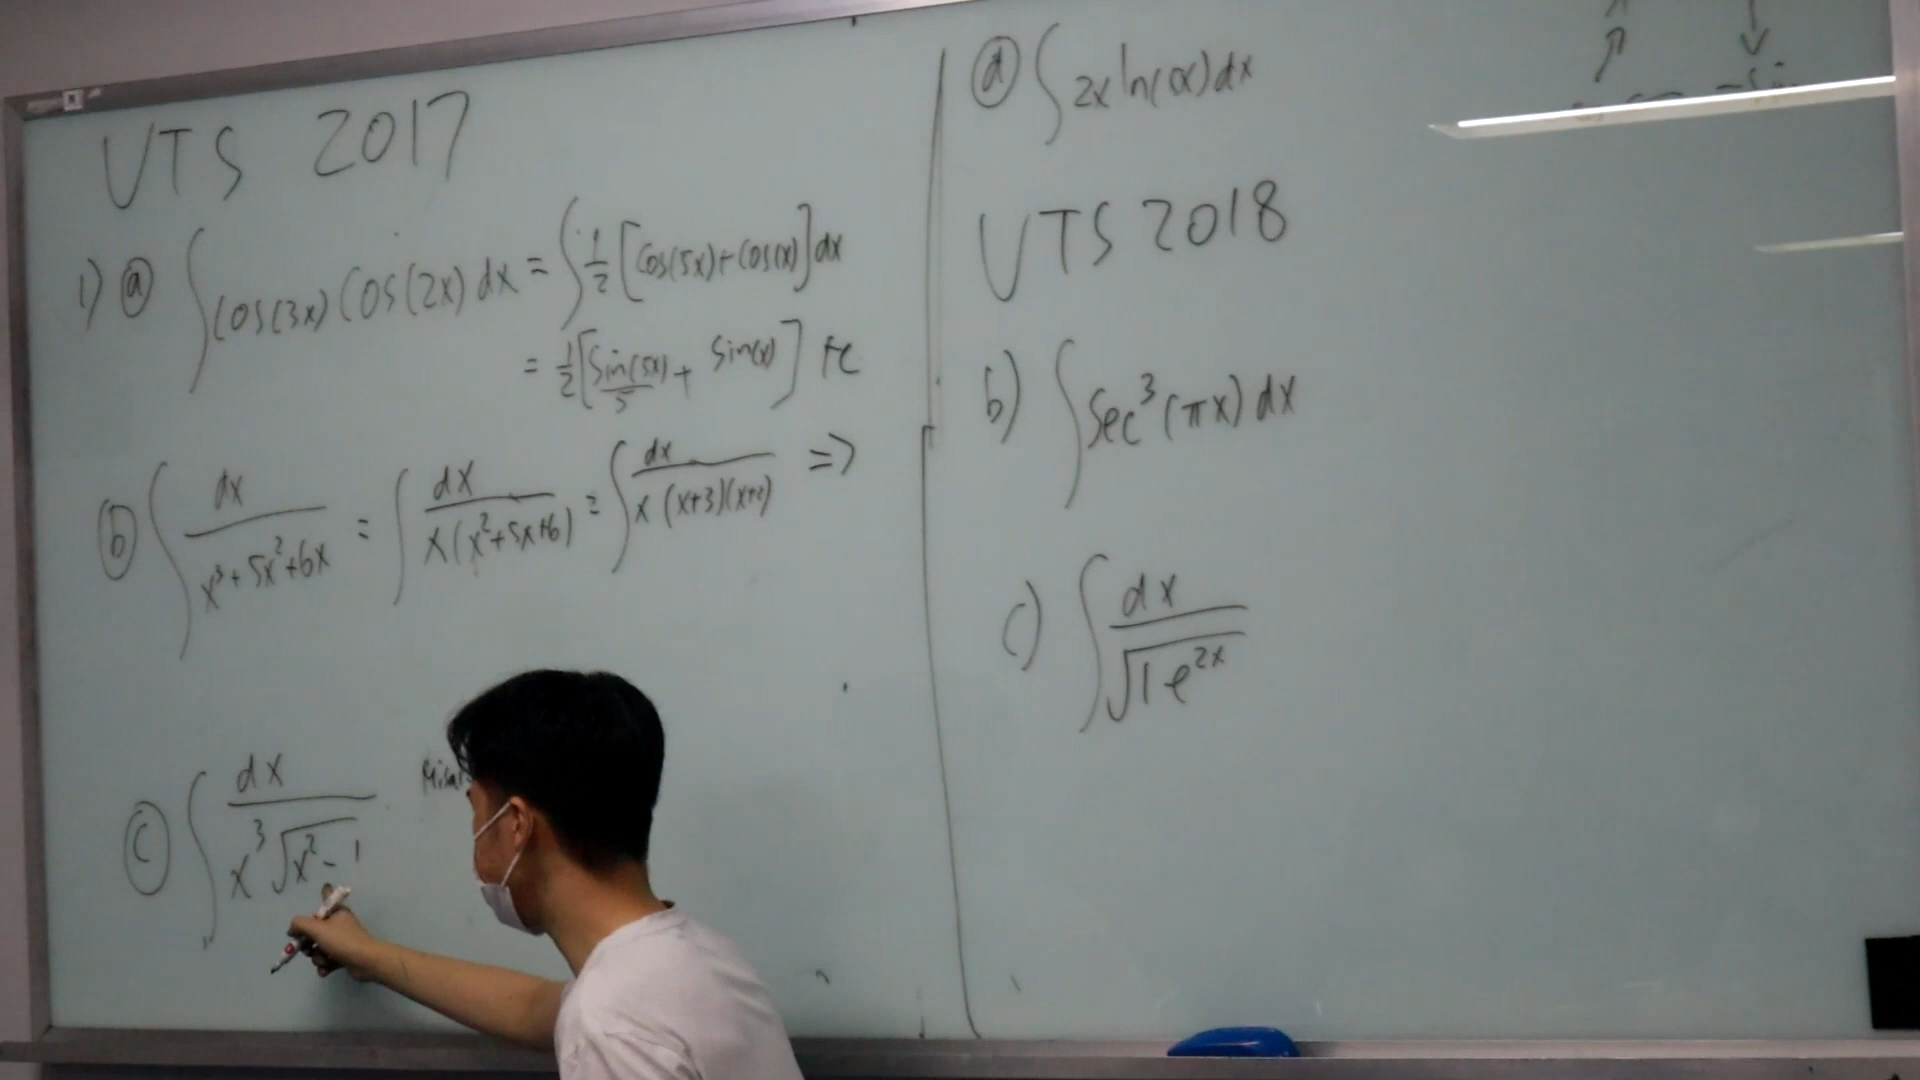 UTS 2017
1) ⓐ ∫cos(3x) Cos(2x) dx = ∫ 1/2 [Cos(5x) + Cos(x)] dx
= 1/2 [Sin(5x)/5 + Sin(x)] + c
ⓑ ∫ dx / x³ + 5x² + 6x = ∫ dX / x(x² + 5x + 6) = ∫ dx / x (x+3)(x+2) =>
ⓒ ∫ dx / x³ √x² - 1
ⓓ ∫ 2x ln(x) dx
UTS 2018
b) ∫ Sec³ (πx) dx
c) ∫ dx / √1 e²ˣ